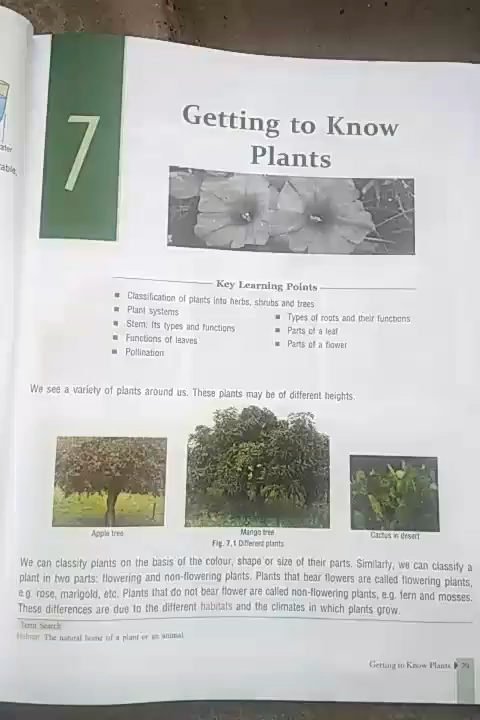 ater
able,
7
Getting to Know
Plants
Key Learning Points
Classification of plants into herbs, shrubs and trees
Plant systems
Stem: Its types and functions
Functions of leaves
Pollination
Types of roots and their functions
Parts of a leaf
Parts of a flower
We see a variety of plants around us. These plants may be of different heights.
Apple tree
Mango tree
Cactus in desert
Fig. 7.1 Different plants
We can classify plants on the basis of the colour, shape or size of their parts. Similarly, we can classify a
plant in two parts: flowering and non-flowering plants. Plants that bear flowers are called flowering plants,
e.g. rose, marigold, etc. Plants that do not bear flower are called non-flowering plants, e.g. fern and mosses.
These differences are due to the different habitats and the climates in which plants grow.
Term Search
Habitat: The natural home of a plant or an animal
Getting to Know Plants 79